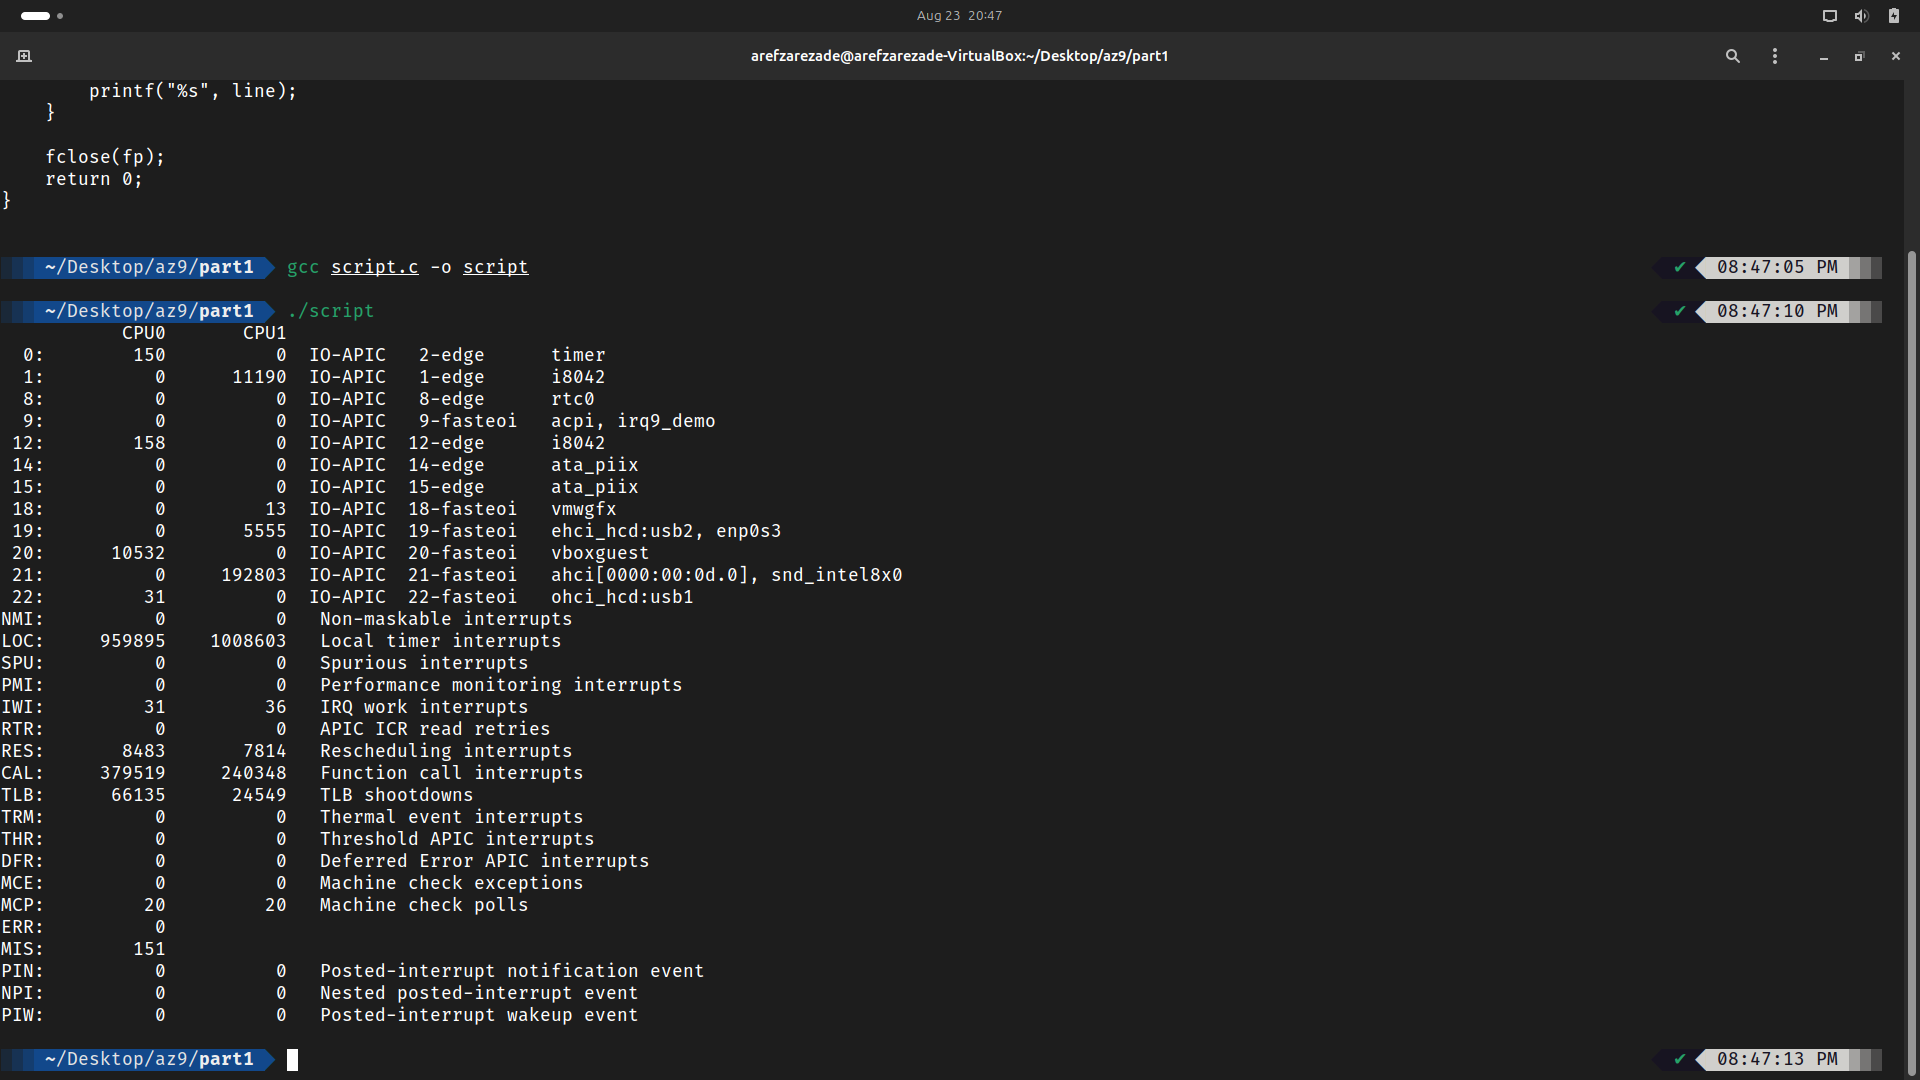 Aug 23 20:47
arefzarezade@arefzarezade-VirtualBox:~/Desktop/az9/part1
        printf("%s", line);
    }

    fclose(fp);
    return 0;
}

~/Desktop/az9/part1 gcc script.c -o script ✔ 08:47:05 PM

~/Desktop/az9/part1 ./script ✔ 08:47:10 PM
           CPU0       CPU1
  0:        150          0  IO-APIC   2-edge      timer
  1:          0      11190  IO-APIC   1-edge      i8042
  8:          0          0  IO-APIC   8-edge      rtc0
  9:          0          0  IO-APIC   9-fasteoi   acpi, irq9_demo
 12:        158          0  IO-APIC  12-edge      i8042
 14:          0          0  IO-APIC  14-edge      ata_piix
 15:          0          0  IO-APIC  15-edge      ata_piix
 18:          0         13  IO-APIC  18-fasteoi   vmwgfx
 19:          0       5555  IO-APIC  19-fasteoi   ehci_hcd:usb2, enp0s3
 20:      10532          0  IO-APIC  20-fasteoi   vboxguest
 21:          0     192803  IO-APIC  21-fasteoi   ahci[0000:00:0d.0], snd_intel8x0
 22:         31          0  IO-APIC  22-fasteoi   ohci_hcd:usb1
NMI:          0          0   Non-maskable interrupts
LOC:     959895    1008603   Local timer interrupts
SPU:          0          0   Spurious interrupts
PMI:          0          0   Performance monitoring interrupts
IWI:         31         36   IRQ work interrupts
RTR:          0          0   APIC ICR read retries
RES:       8483       7814   Rescheduling interrupts
CAL:     379519     240348   Function call interrupts
TLB:      66135      24549   TLB shootdowns
TRM:          0          0   Thermal event interrupts
THR:          0          0   Threshold APIC interrupts
DFR:          0          0   Deferred Error APIC interrupts
MCE:          0          0   Machine check exceptions
MCP:         20         20   Machine check polls
ERR:          0
MIS:        151
PIN:          0          0   Posted-interrupt notification event
NPI:          0          0   Nested posted-interrupt event
PIW:          0          0   Posted-interrupt wakeup event

~/Desktop/az9/part1 ✔ 08:47:13 PM